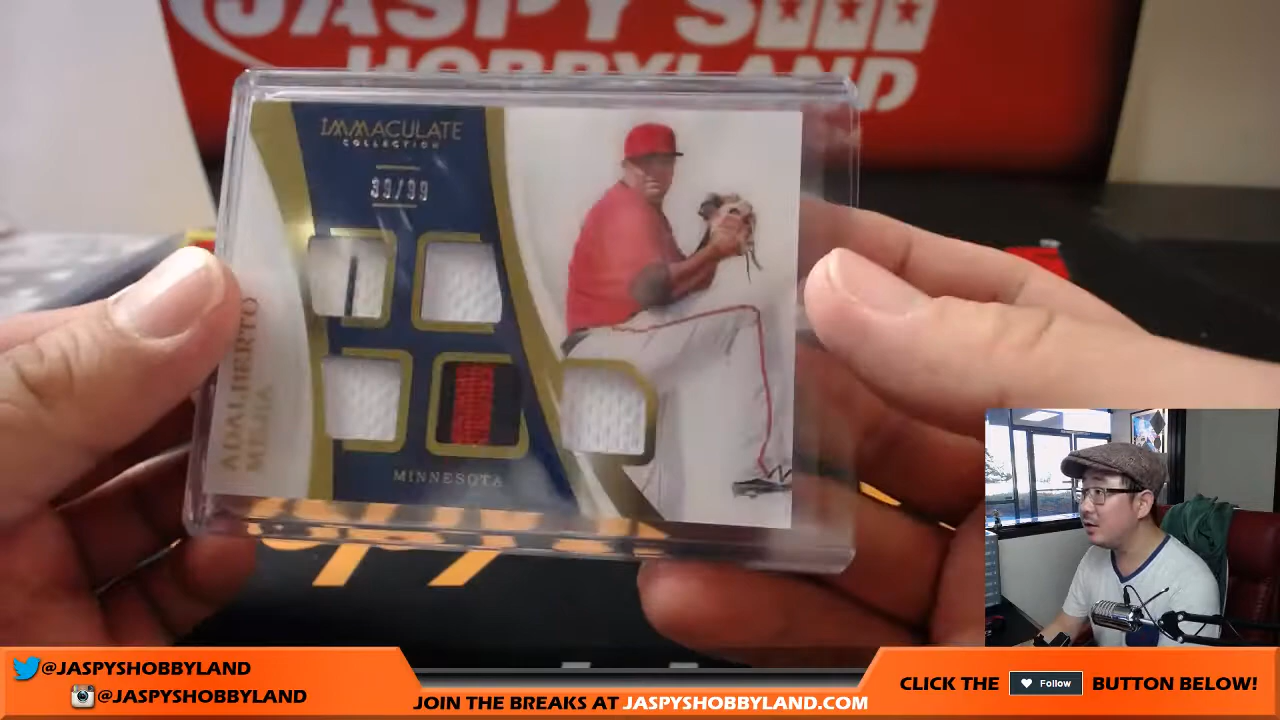 JASPY'S
HOBBYLAND
IMMACULATE
COLLECTION
39/99
ADALBERTO
MEJIA
MINNESOTA
@JASPYSHOBBYLAND
@JASPYSHOBBYLAND
JOIN THE BREAKS AT JASPYSHOBBYLAND.COM
CLICK THE Follow BUTTON BELOW!